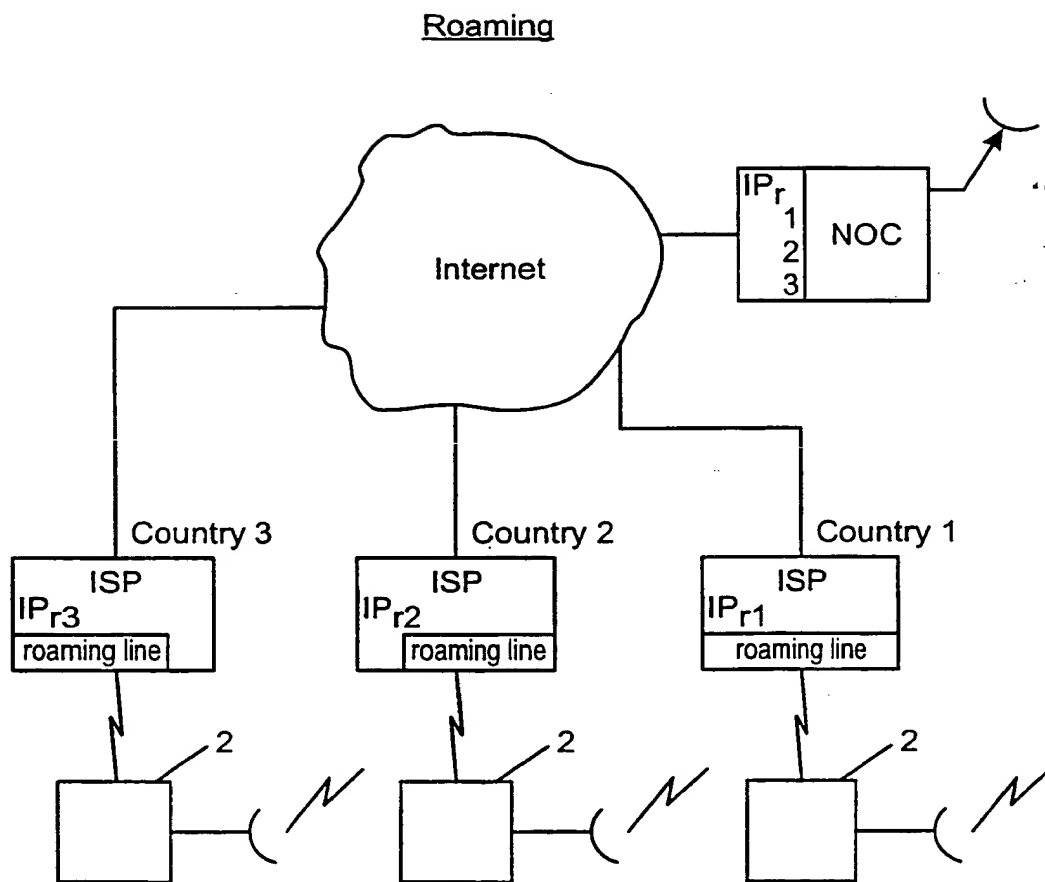 Roaming
Internet
IPr
1
2
3
NOC
Country 3
Country 2
Country 1
ISP
IPr3
roaming line
ISP
IPr2
roaming line
ISP
IPr1
roaming line
2
2
2